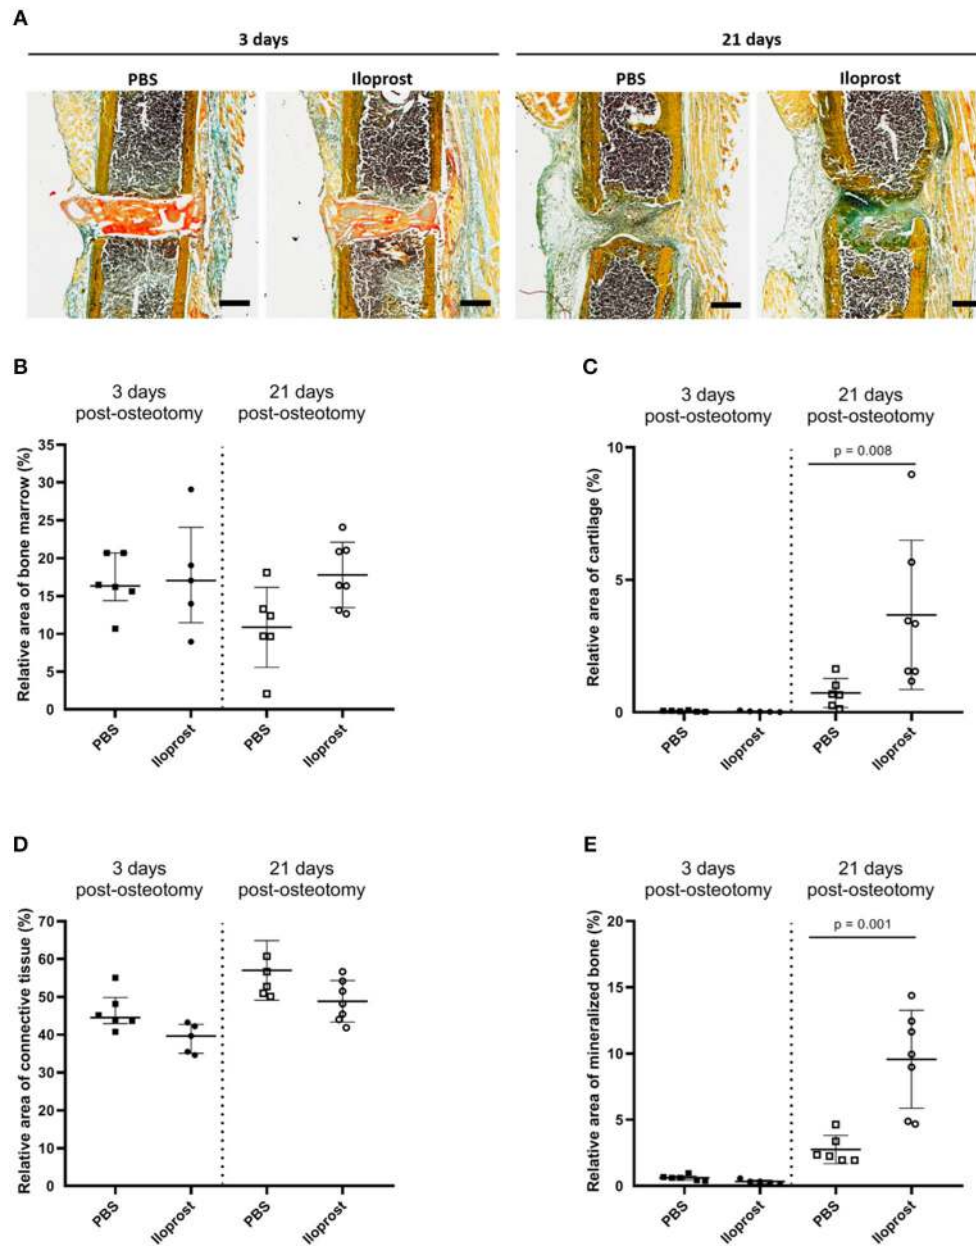 A
3 days
21 days
PBS
Iloprost
PBS
Iloprost
B
3 days
post-osteotomy
21 days
post-osteotomy
Relative area of bone marrow (%)
35
30
25
20
15
10
5
0
PBS
Iloprost
PBS
Iloprost
C
3 days
post-osteotomy
21 days
post-osteotomy
p = 0.008
Relative area of cartilage (%)
10
5
0
PBS
Iloprost
PBS
Iloprost
D
3 days
post-osteotomy
21 days
post-osteotomy
Relative area of connective tissue (%)
70
60
50
40
30
20
10
0
PBS
Iloprost
PBS
Iloprost
E
3 days
post-osteotomy
21 days
post-osteotomy
p = 0.001
Relative area of mineralized bone (%)
20
15
10
5
0
PBS
Iloprost
PBS
Iloprost